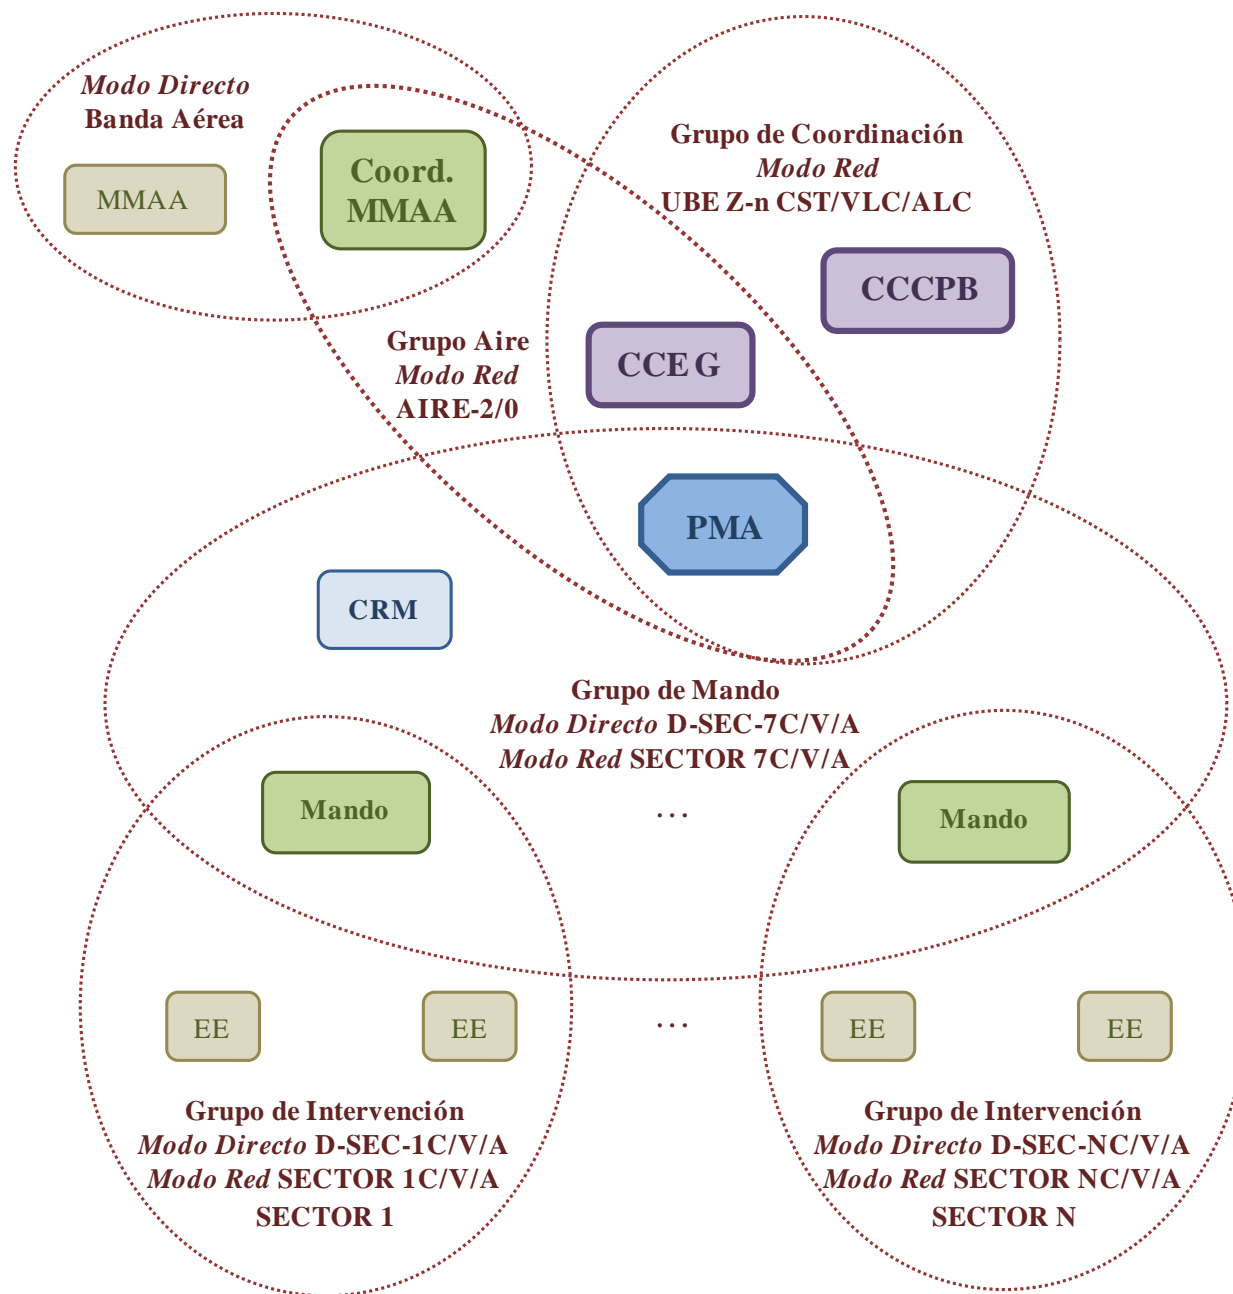 Modo Directo
Banda Aérea
MMAA
Coord.
MMAA
Grupo de Coordinación
Modo Red
UBE Z-n CST/VLC/ALC
CCCPB
Grupo Aire
Modo Red
AIRE-2/0
CCE G
PMA
CRM
Grupo de Mando
Modo Directo D-SEC-7C/V/A
Modo Red SECTOR 7C/V/A
Mando
...
Mando
EE
EE
...
EE
EE
Grupo de Intervención
Modo Directo D-SEC-1C/V/A
Modo Red SECTOR 1C/V/A
SECTOR 1
Grupo de Intervención
Modo Directo D-SEC-NC/V/A
Modo Red SECTOR NC/V/A
SECTOR N